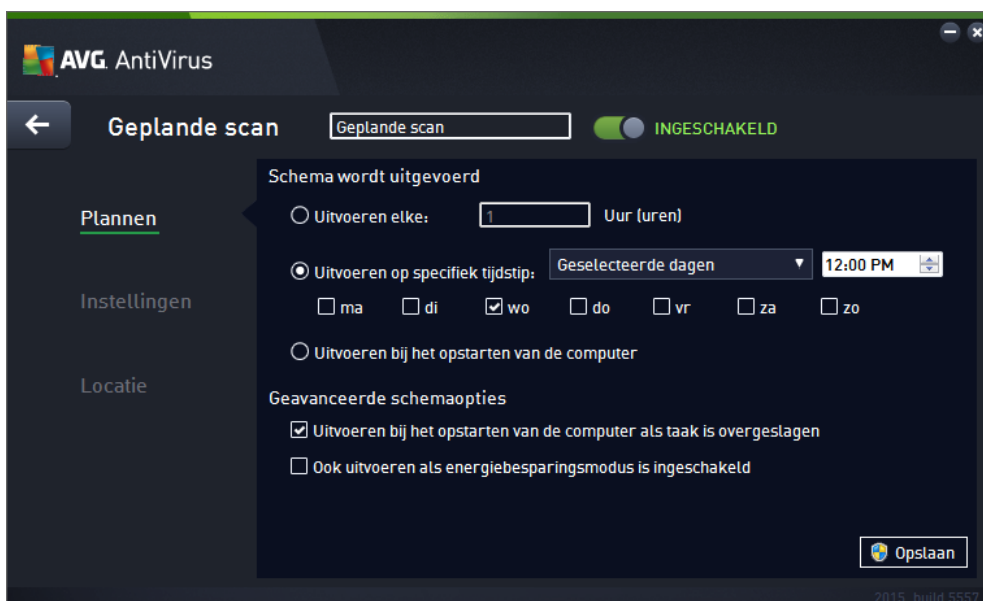 AVG. AntiVirus
Geplande scan Geplande scan INGESCHAKELD
Schema wordt uitgevoerd
Plannen
Uitvoeren elke: 1 Uur (uren)
Uitvoeren op specifiek tijdstip: Geselecteerde dagen 12:00 PM
Instellingen
ma di wo do vr za zo
Uitvoeren bij het opstarten van de computer
Locatie
Geavanceerde schemaopties
Uitvoeren bij het opstarten van de computer als taak is overgeslagen
Ook uitvoeren als energiebesparingsmodus is ingeschakeld
Opslaan
2015 build 5557